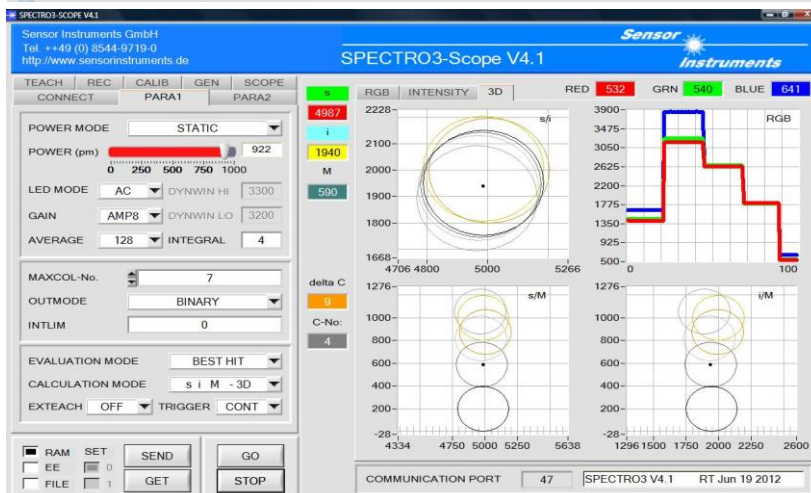 SPECTRO3-SCOPE V4.1
Sensor Instruments GmbH
Tel. ++49 (0) 8544-9719-0
http://www.sensorinstruments.de
SPECTRO3-Scope V4.1
Sensor
Instruments
TEACH REC CALIB GEN SCOPE
CONNECT PARA1 PARA2
POWER MODE STATIC
POWER (pm) 922
0 250 500 750 1000
LED MODE AC DYNWIN HI 3300
GAIN AMP8 DYNWIN LO 3200
AVERAGE 128 INTEGRAL 4
MAXCOL-No. 7
OUTMODE BINARY
INTLIM 0
EVALUATION MODE BEST HIT
CALCULATION MODE s i M - 3D
EXTEACH OFF TRIGGER CONT
RAM SET SEND GO
EE 0
FILE 1 GET STOP
s
4987
i
1940
M
590
delta C
9
C-No:
4
RGB INTENSITY 3D RED 532 GRN 540 BLUE 641
s/i
2228-
2100-
2000-
1900-
1800-
1668-
4706 4800 5000 5266
RGB
3900-
3475-
3050-
2625-
2200-
1775-
1350-
925-
500-
0 100
s/M
1276-
1000-
800-
600-
400-
200-
-28-
4334 4750 5000 5250 5638
i/M
1276-
1000-
800-
600-
400-
200-
-28-
1296 1500 1750 2000 2250 2600
COMMUNICATION PORT 47 SPECTRO3 V4.1 RT Jun 19 2012